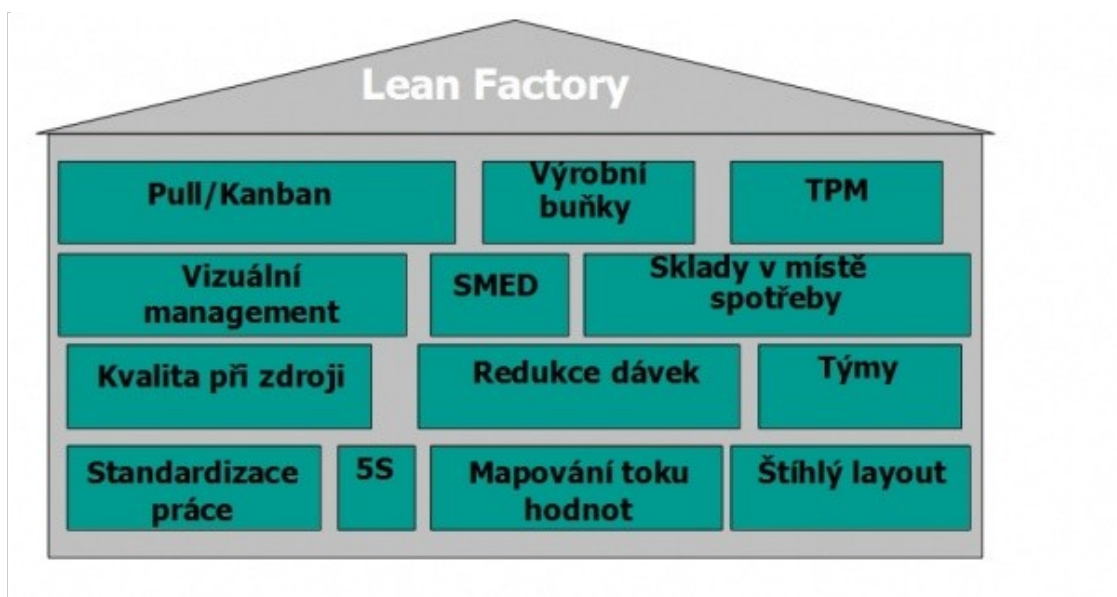 Lean Factory
Pull/Kanban
Výrobní
buňky
TPM
Vizuální
management
SMED
Sklady v místě
spotřeby
Kvalita při zdroji
Redukce dávek
Týmy
Standardizace
práce
5S
Mapování toku
hodnot
Štíhlý layout